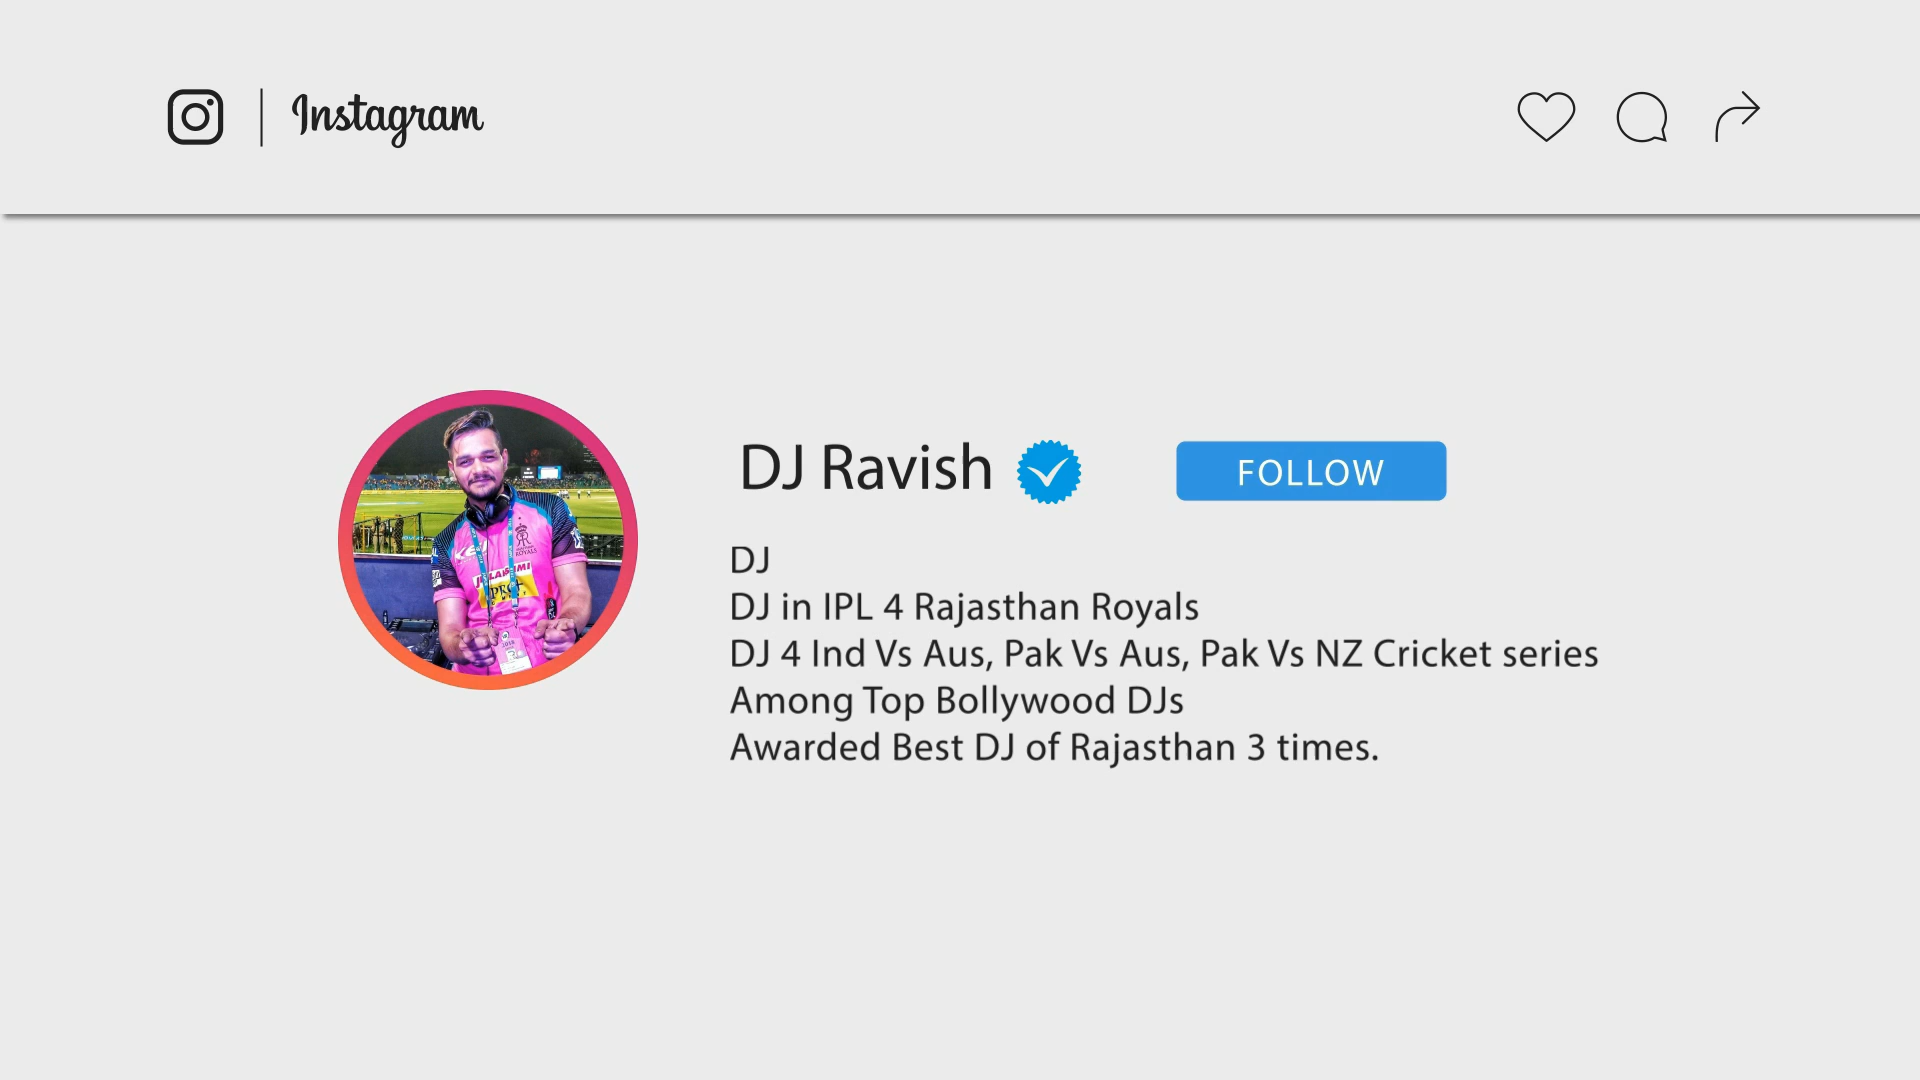 Instagram
DJ Ravish
FOLLOW
DJ
DJ in IPL 4 Rajasthan Royals
DJ 4 Ind Vs Aus, Pak Vs Aus, Pak Vs NZ Cricket series
Among Top Bollywood DJs
Awarded Best DJ of Rajasthan 3 times.
ROYALS